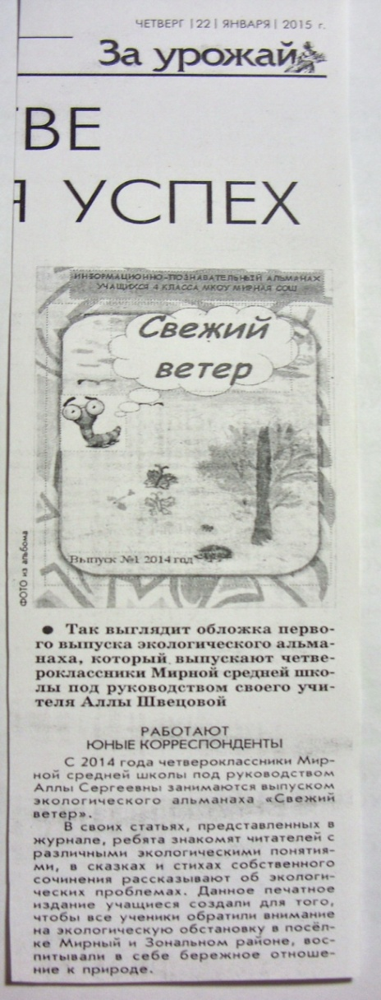 ЧЕТВЕРГ |22| ЯНВАРЯ| 2015 г.
За урожай
ТВЕ
Я УСПЕХ
ИНФОРМАЦИОННО-ПОЗНАВАТЕЛЬНЫЙ АЛЬМАНАХ
УЧАЩИХСЯ 4 КЛАССА МКОУ МИРНАЯ СОШ
Свежий
ветер
Выпуск №1 2014 год
ФОТО из альбома
● Так выглядит обложка перво-
го выпуска экологического альма-
наха, который выпускают четве-
роклассники Мирной средней шко-
лы под руководством своего учи-
теля Аллы Швецовой
РАБОТАЮТ
ЮНЫЕ КОРРЕСПОНДЕНТЫ
С 2014 года четвероклассники Мир-
ной средней школы под руководством
Аллы Сергеевны занимаются выпуском
экологического альманаха «Свежий
ветер».
В своих статьях, представленных в
журнале, ребята знакомят читателей с
различными экологическими понятия-
ми, в сказках и стихах собственного
сочинения рассказывают об экологи-
ческих проблемах. Данное печатное
издание учащиеся создали для того,
чтобы все ученики обратили внимание
на экологическую обстановку в посёл-
ке Мирный и Зональном районе, вос-
питывали в себе бережное отноше-
ние к природе.